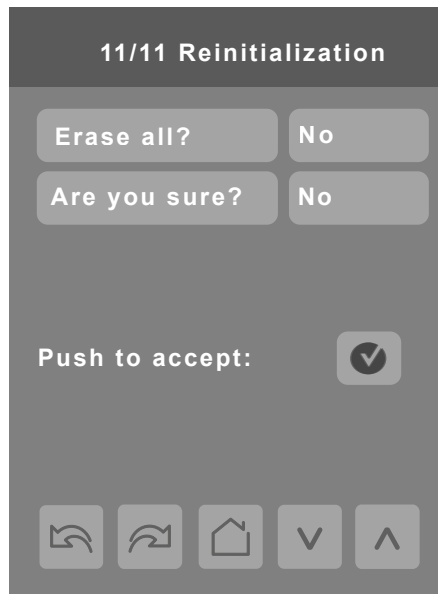 11/11 Reinitialization
Erase all? No
Are you sure? No
Push to accept: